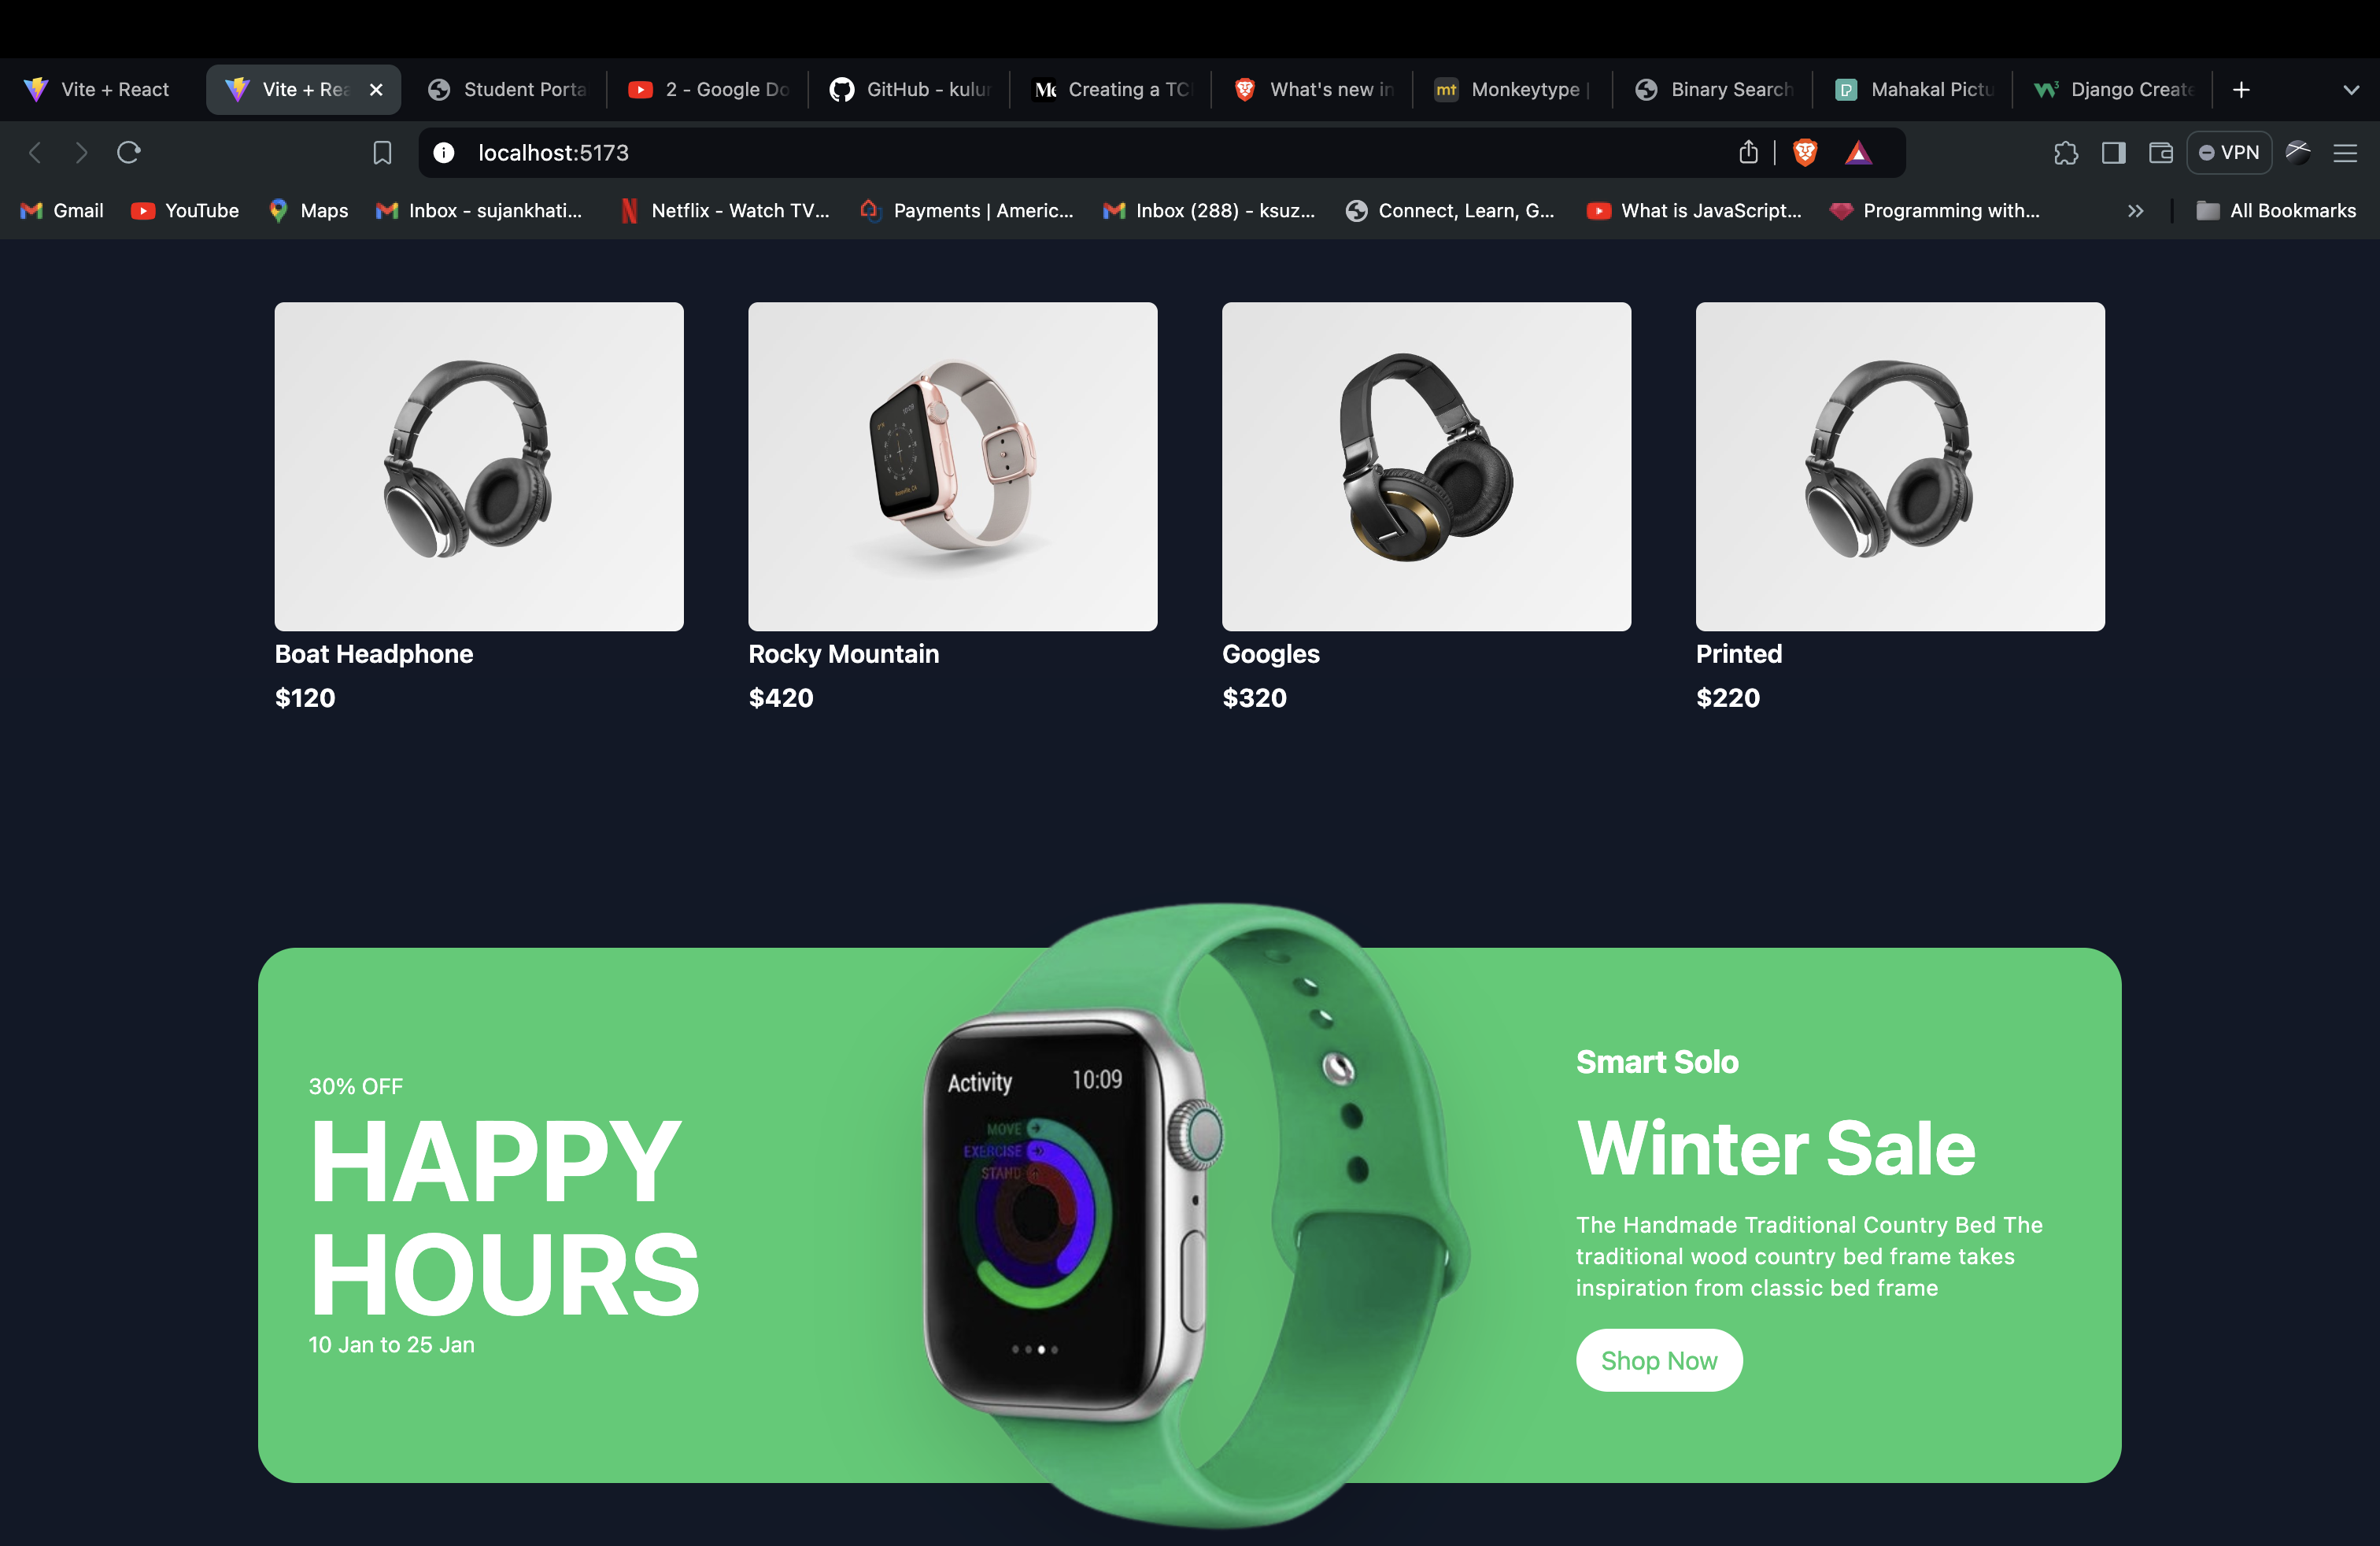 Vite + React
Vite + Rea
Student Porta
2 - Google Do
GitHub - kulur
Creating a TC
What's new in
mt
Monkeytype |
Binary Search
Mahakal Pictu
Django Create
localhost:5173
VPN
Gmail
YouTube
Maps
Inbox - sujankhati...
Netflix - Watch TV...
Payments | Americ...
Inbox (288) - ksuz...
Connect, Learn, G...
What is JavaScript...
Programming with...
All Bookmarks
Boat Headphone
$120
Rocky Mountain
$420
Googles
$320
Printed
$220
30% OFF
HAPPY
HOURS
10 Jan to 25 Jan
Activity 10:09
MOVE
EXERCISE
STAND
Smart Solo
Winter Sale
The Handmade Traditional Country Bed The
traditional wood country bed frame takes
inspiration from classic bed frame
Shop Now